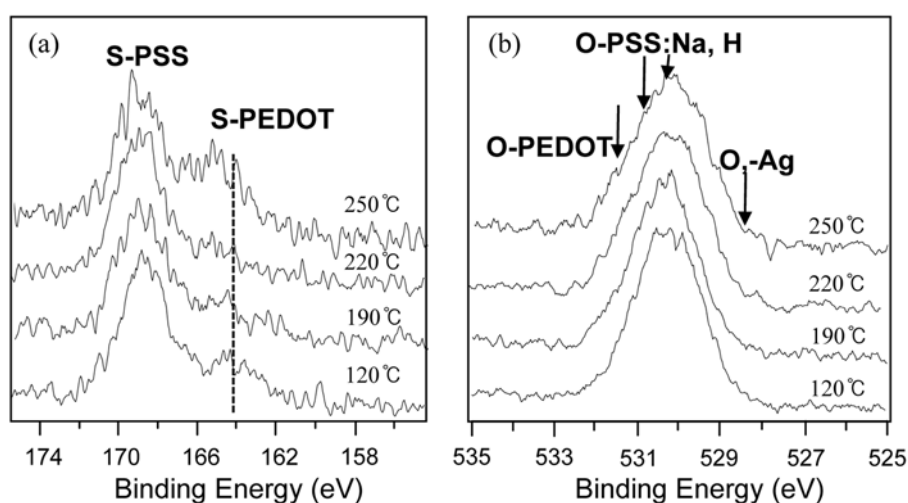 (a)
S-PSS
S-PEDOT
250℃
220℃
190℃
120℃
174 170 166 162 158
Binding Energy (eV)
(b)
O-PSS:Na, H
O-PEDOT
O,-Ag
250℃
220℃
190℃
120℃
535 533 531 529 527 525
Binding Energy (eV)